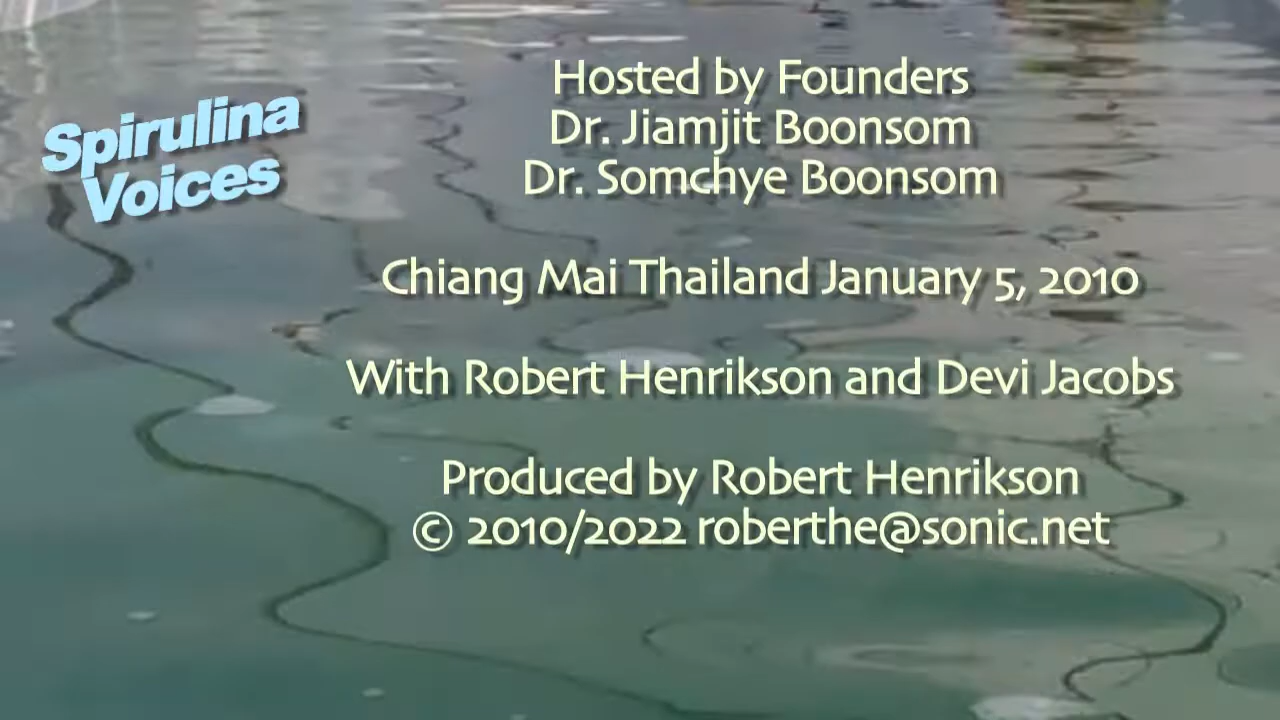 Spirulina
Voices
Hosted by Founders
Dr. Jiamjit Boonsom
Dr. Somchye Boonsom
Chiang Mai Thailand January 5, 2010
With Robert Henrikson and Devi Jacobs
Produced by Robert Henrikson
© 2010/2022 roberthe@sonic.net